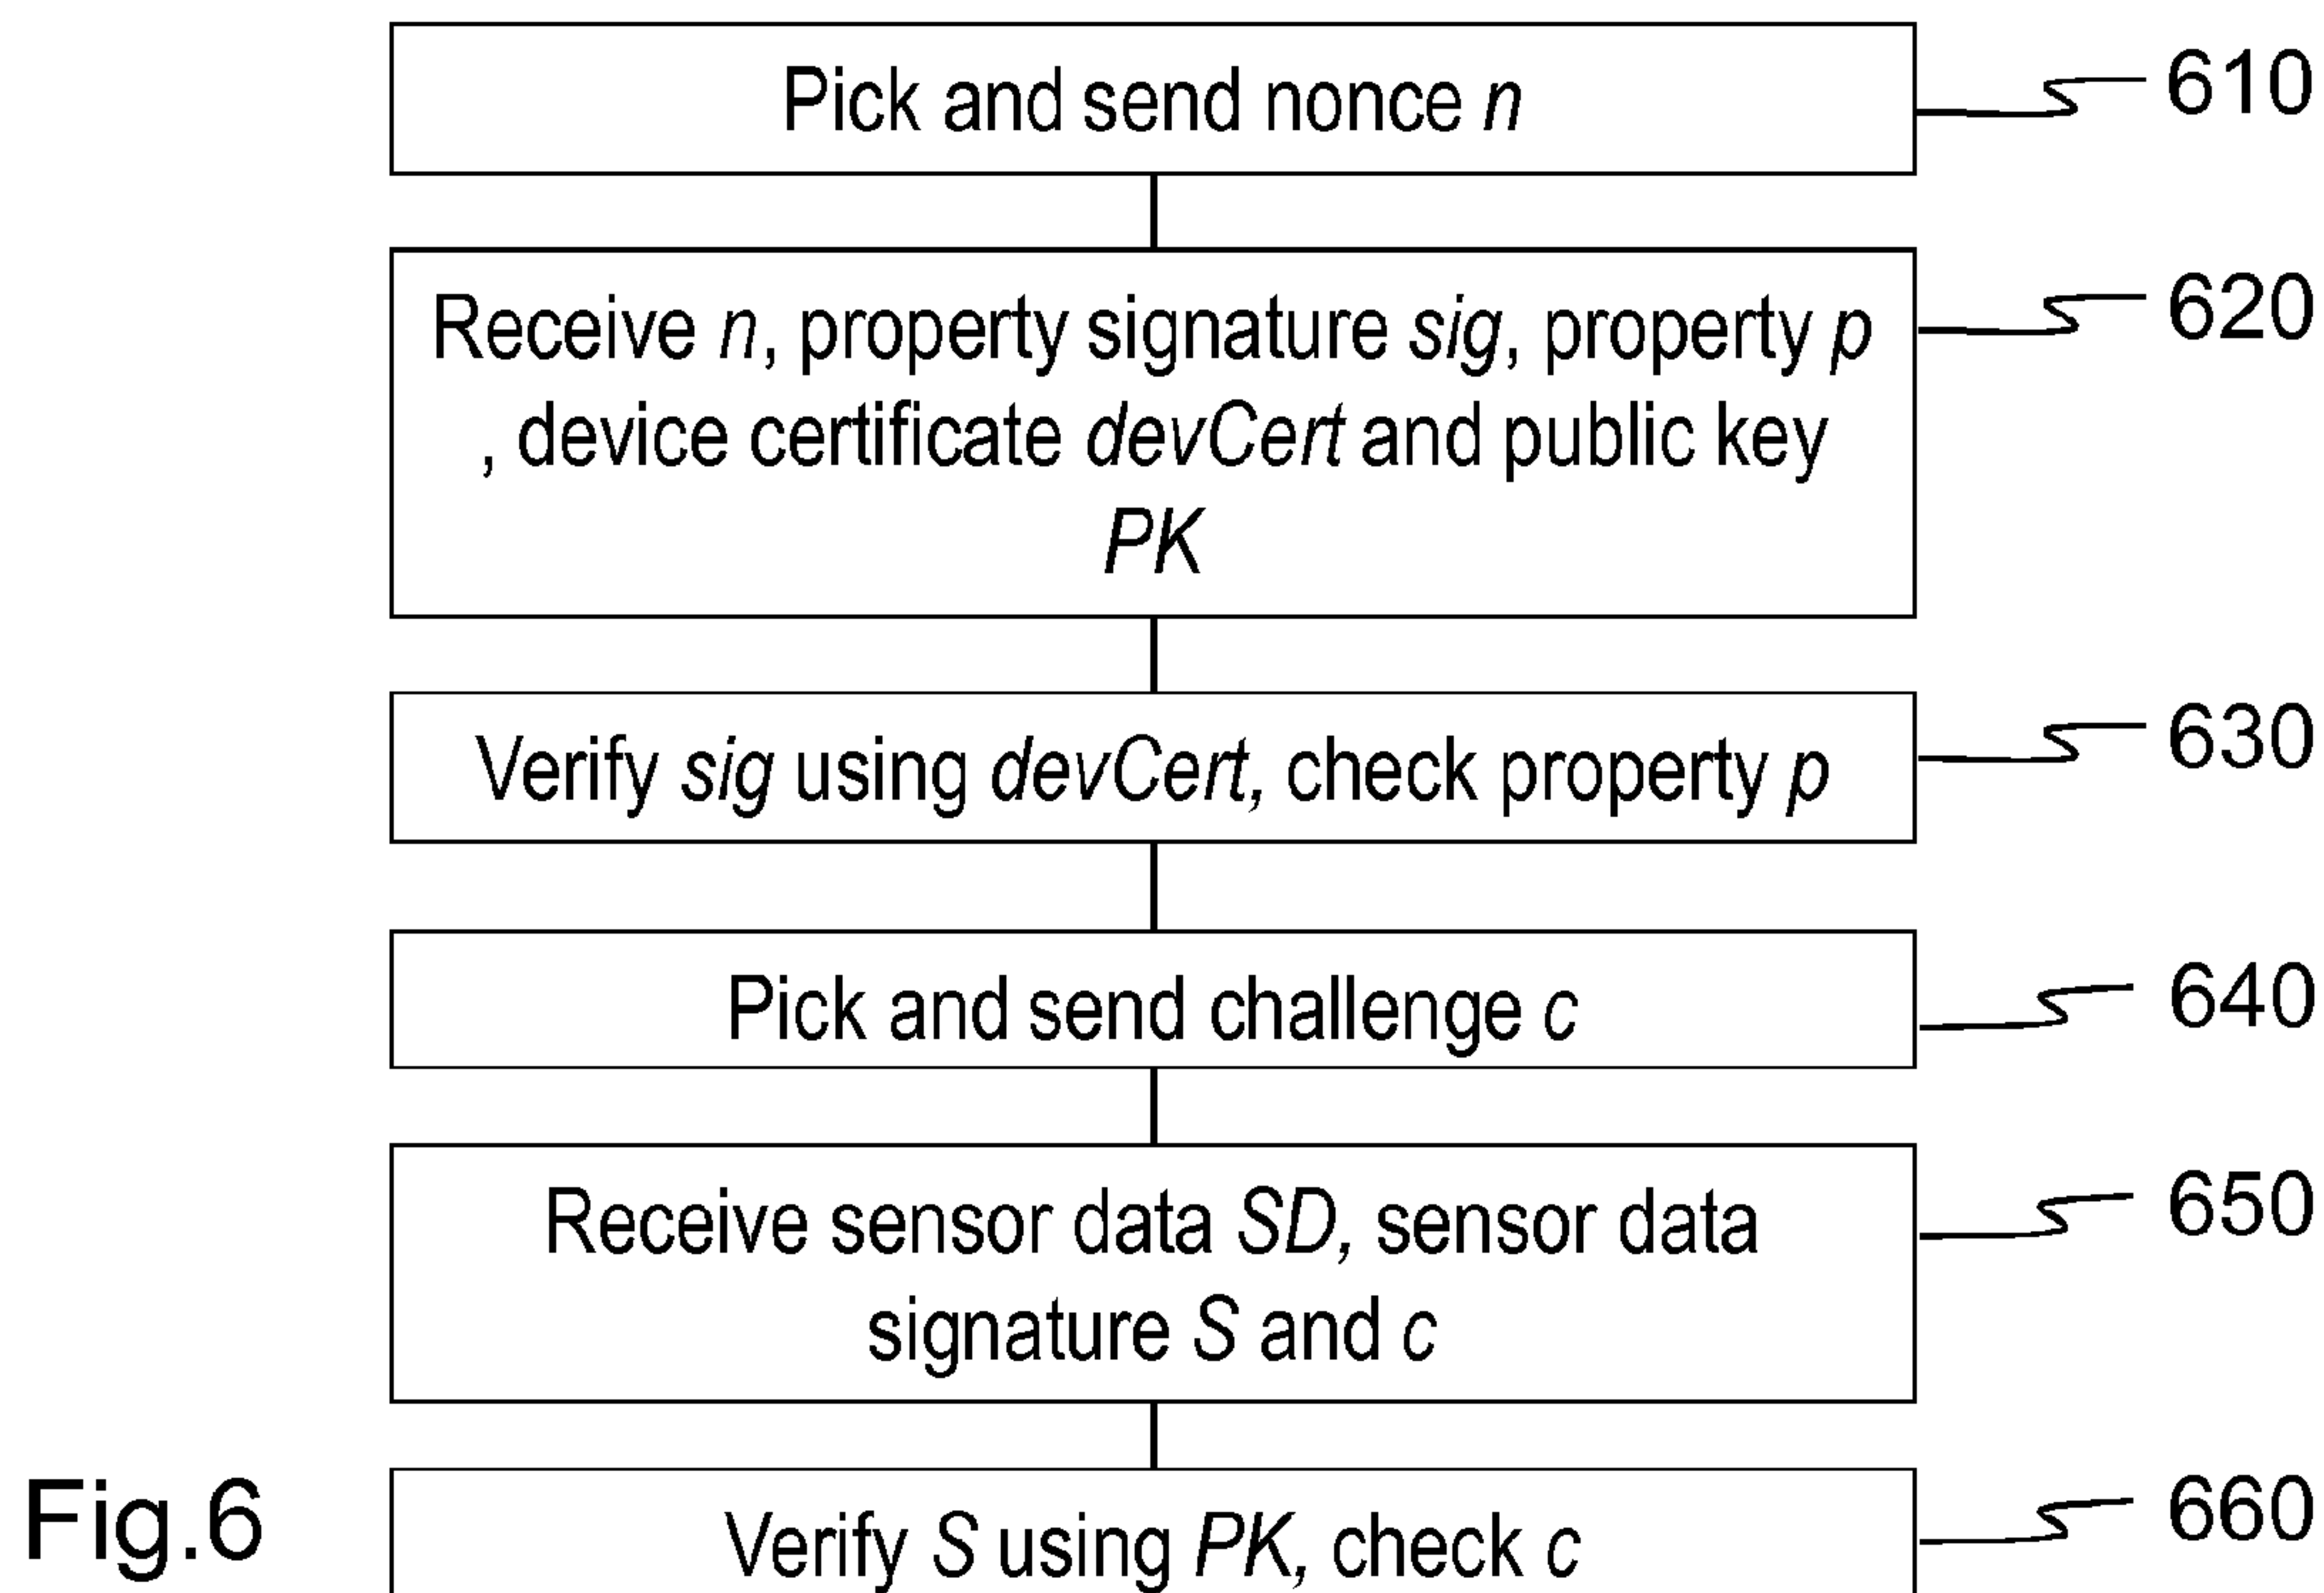 Pick and send nonce n
610
Receive n, property signature sig, property p
, device certificate devCert and public key
PK
620
Verify sig using devCert, check property p
630
Pick and send challenge c
640
Receive sensor data SD, sensor data
signature S and c
650
Verify S using PK, check c
660
Fig.6